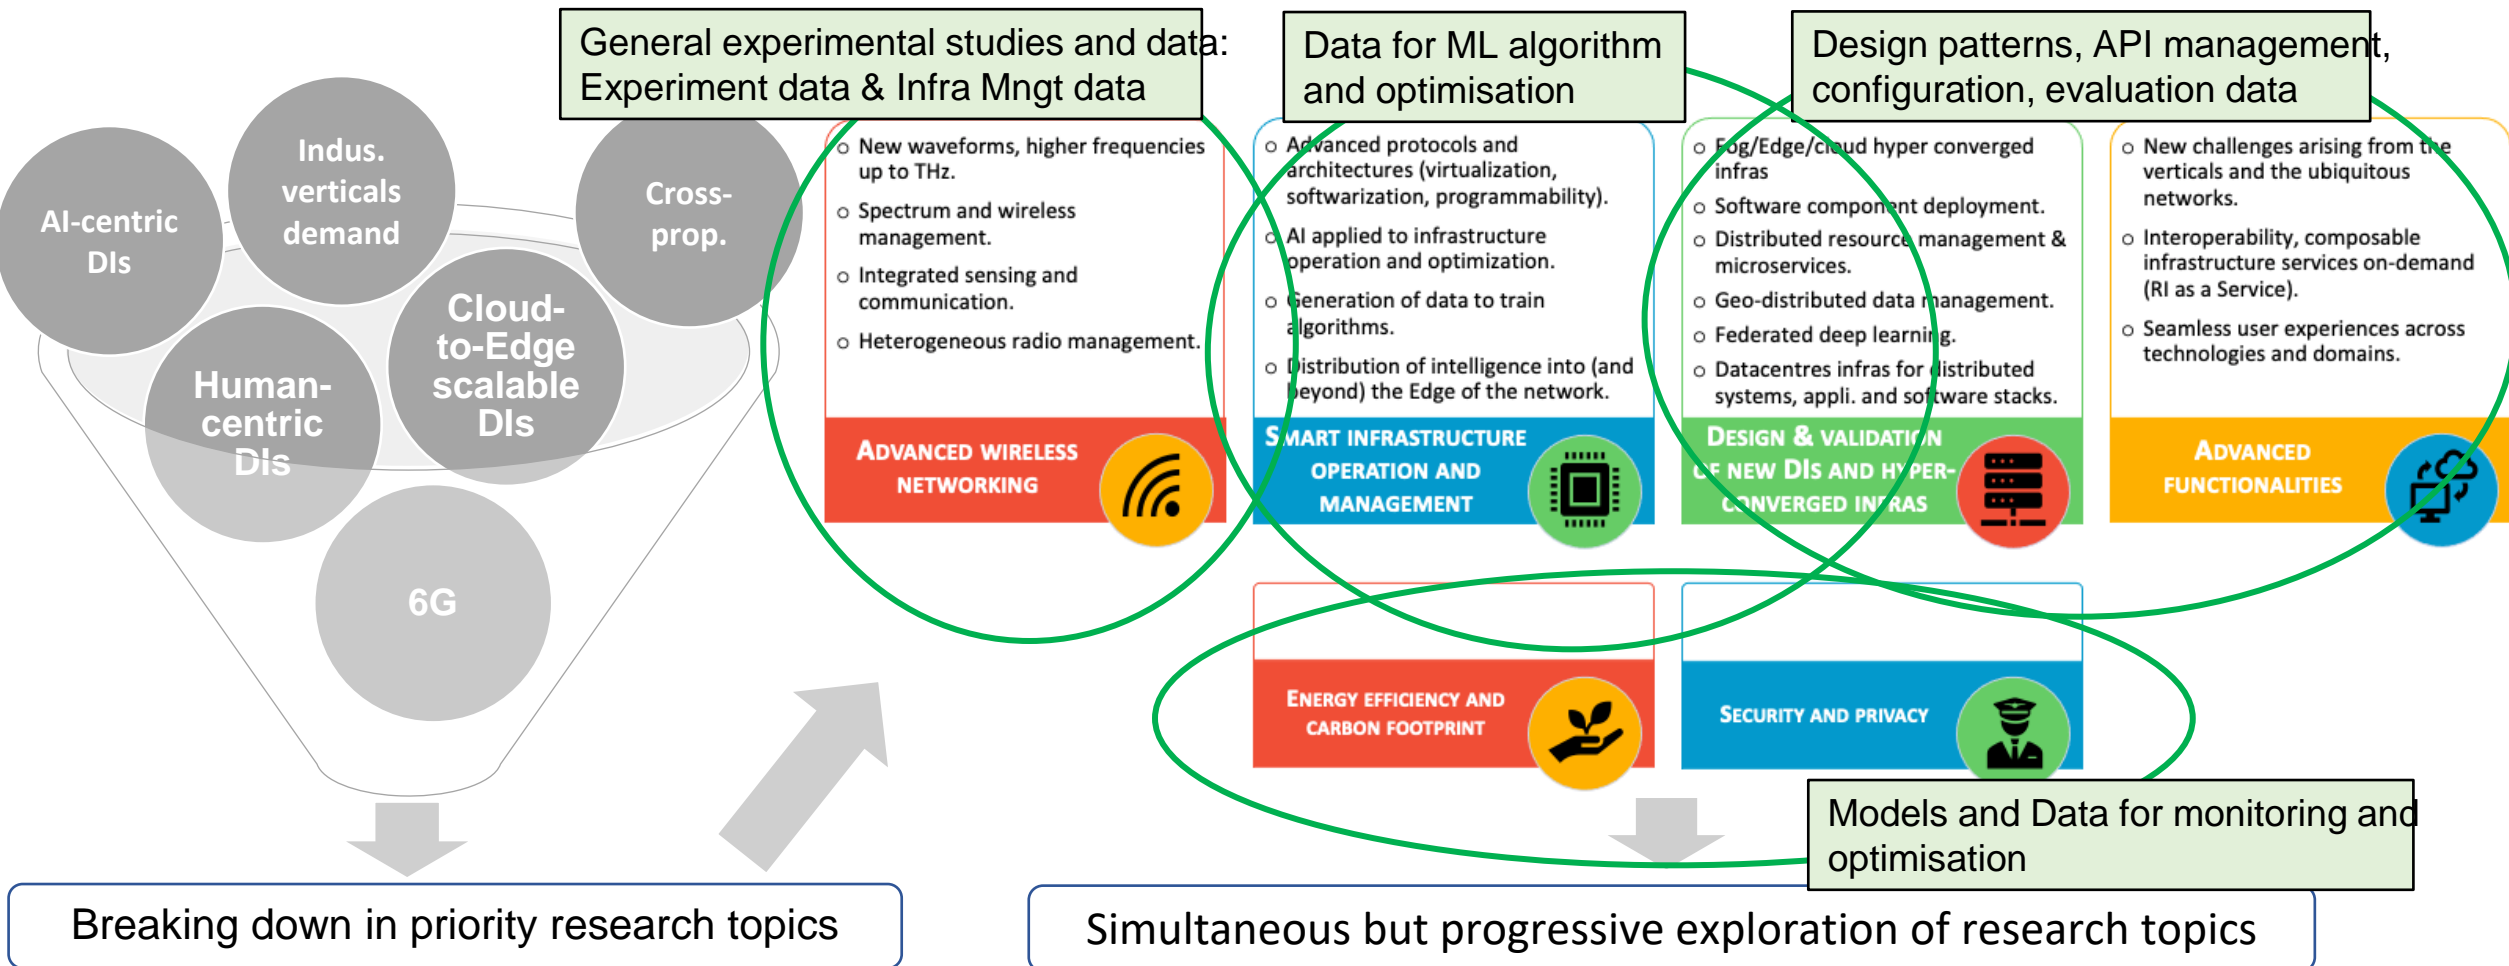 General experimental studies and data:
Experiment data & Infra Mngt data
Data for ML algorithm
and optimisation
Design patterns, API management,
configuration, evaluation data
AI-centric
DIs
Indus.
verticals
demand
Cross-
prop.
Human-
centric
DIs
Cloud-
to-Edge
scalable
DIs
6G
○ New waveforms, higher frequencies
up to THz.
○ Spectrum and wireless
management.
○ Integrated sensing and
communication.
○ Heterogeneous radio management.
ADVANCED WIRELESS
NETWORKING
○ Advanced protocols and
architectures (virtualization,
softwarization, programmability).
○ AI applied to infrastructure
operation and optimization.
○ Generation of data to train
algorithms.
○ Distribution of intelligence into (and
beyond) the Edge of the network.
SMART INFRASTRUCTURE
OPERATION AND
MANAGEMENT
○ Fog/Edge/cloud hyper converged
infras
○ Software component deployment.
○ Distributed resource management &
microservices.
○ Geo-distributed data management.
○ Federated deep learning.
○ Datacentres infras for distributed
systems, appli. and software stacks.
DESIGN & VALIDATION
OF NEW DIS AND HYPER-
CONVERGED INFRAS
○ New challenges arising from the
verticals and the ubiquitous
networks.
○ Interoperability, composable
infrastructure services on-demand
(RI as a Service).
○ Seamless user experiences across
technologies and domains.
ADVANCED
FUNCTIONALITIES
ENERGY EFFICIENCY AND
CARBON FOOTPRINT
SECURITY AND PRIVACY
Models and Data for monitoring and
optimisation
Breaking down in priority research topics
Simultaneous but progressive exploration of research topics